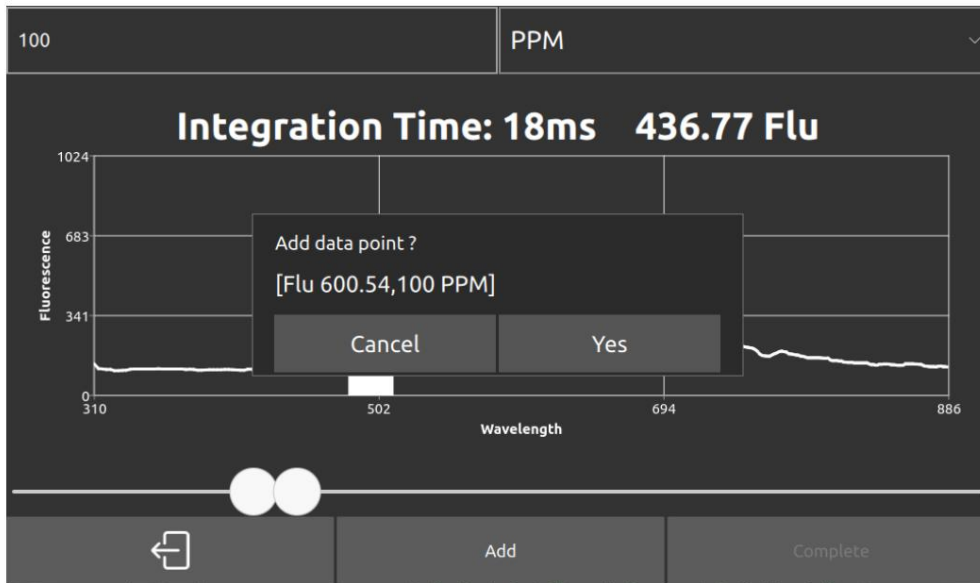 100
PPM
Integration Time: 18ms 436.77 Flu
1024
683
341
0
Fluorescence
Add data point ?
[Flu 600.54,100 PPM]
Cancel
Yes
310
502
694
886
Wavelength
Add
Complete